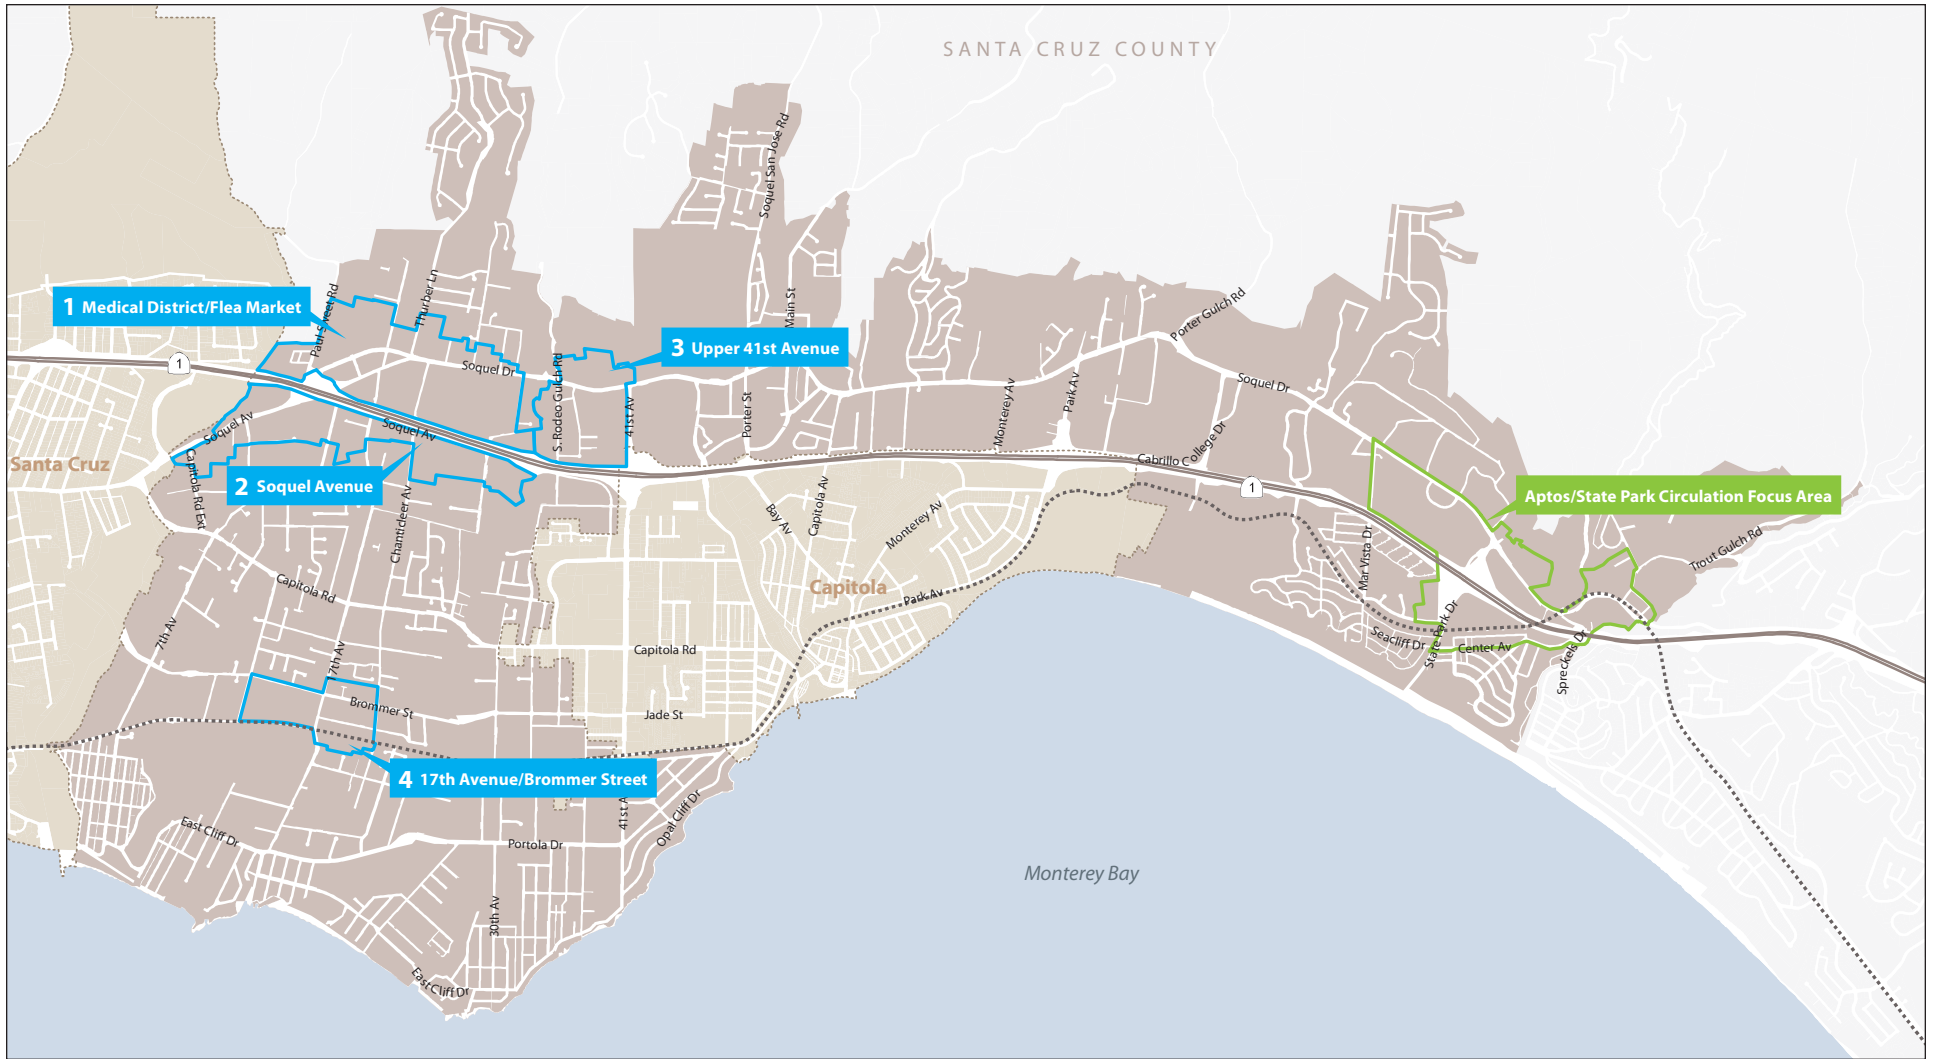 SANTA CRUZ COUNTY
Soquel San Jose Rd
Thurber Ln
Paul Sweet Rd
1 Medical District/Flea Market
Main St
Porter Gulch Rd
3 Upper 41st Avenue
1
Soquel Dr
S. Rodeo Gulch Rd
41st Av
Porter St
Monterey Av
Park Av
Soquel Dr
Soquel Av
Soquel Av
Cabrillo College Dr
Santa Cruz
Capitola Rd Ext
2 Soquel Avenue
1
Aptos/State Park Circulation Focus Area
Chantideer Av
Bay Av
Capitola Av
Monterey Av
Mar Vista Dr
Trout Gulch Rd
Capitola Rd
Capitola
Park Av
7th Av
17th Av
Capitola Rd
Seacliff Dr
State Park Dr
Center Av
Spreckels Dr
Brommer St
Jade St
4 17th Avenue/Brommer Street
41st A
Opal Cliff Dr
East Cliff Dr
Portola Dr
Monterey Bay
30th Av
East Cliff Dr